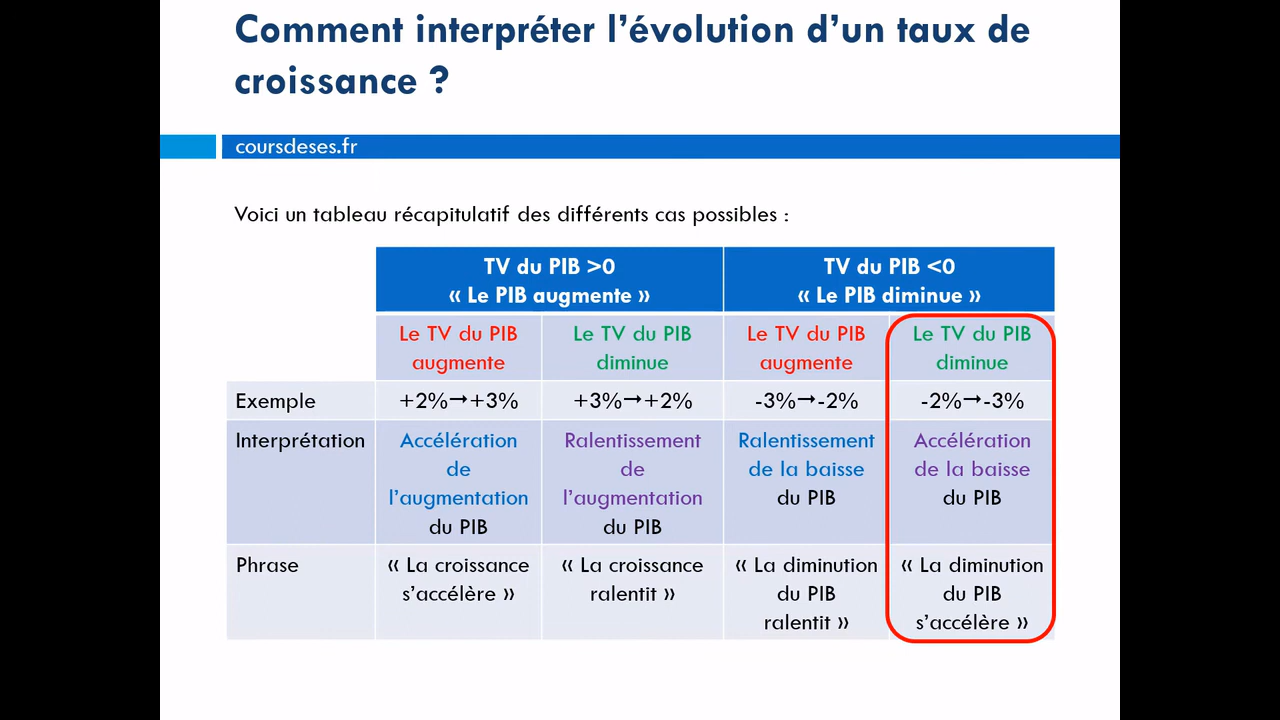 Comment interpréter l’évolution d’un taux de
croissance ?
coursdeses.fr
Voici un tableau récapitulatif des différents cas possibles :
TV du PIB >0
« Le PIB augmente »
TV du PIB <0
« Le PIB diminue »
Le TV du PIB
augmente
Le TV du PIB
diminue
Le TV du PIB
augmente
Le TV du PIB
diminue
Exemple
+2%→+3%
+3%→+2%
-3%→-2%
-2%→-3%
Interprétation
Accélération
de
l’augmentation
du PIB
Ralentissement
de
l’augmentation
du PIB
Ralentissement
de la baisse
du PIB
Accélération
de la baisse
du PIB
Phrase
« La croissance
s’accélère »
« La croissance
ralentit »
« La diminution
du PIB
ralentit »
« La diminution
du PIB
s’accélère »